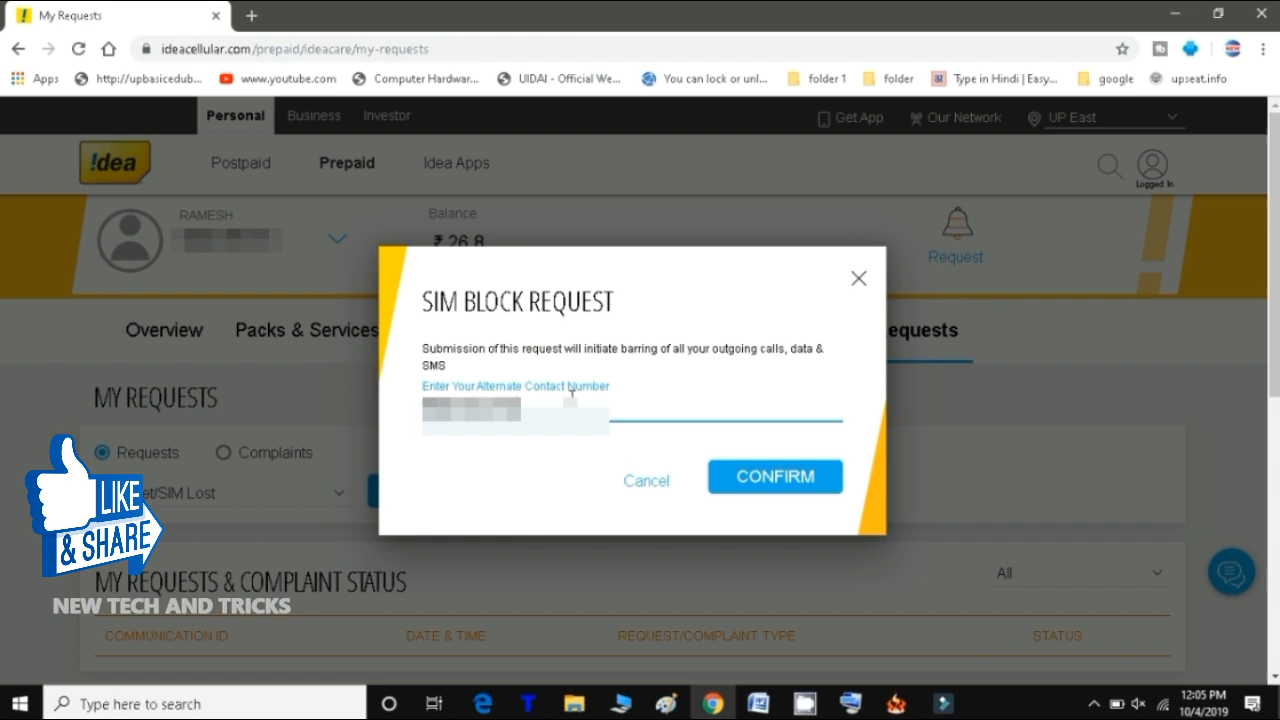 My Requests
ideacellular.com/prepaid/ideacare/my-requests
Apps http://upbasicedub... www.youtube.com Computer Hardwar... UIDAI - Official We... You can lock or unl... folder 1 folder Type in Hindi | Easy... google upseat.info
Personal Business Investor Get App Our Network UP East
!dea Postpaid Prepaid Idea Apps
Logged In
RAMESH
Balance
₹ 26.8
Request
Overview Packs & Services equests
SIM BLOCK REQUEST
Submission of this request will initiate barring of all your outgoing calls, data &
SMS
Enter Your Alternate Contact Number
Cancel CONFIRM
MY REQUESTS
Requests Complaints
et/SIM Lost
LIKE
& SHARE
MY REQUESTS & COMPLAINT STATUS
All
NEW TECH AND TRICKS
COMMUNICATION ID DATE & TIME REQUEST/COMPLAINT TYPE STATUS
Type here to search
12:05 PM
10/4/2019